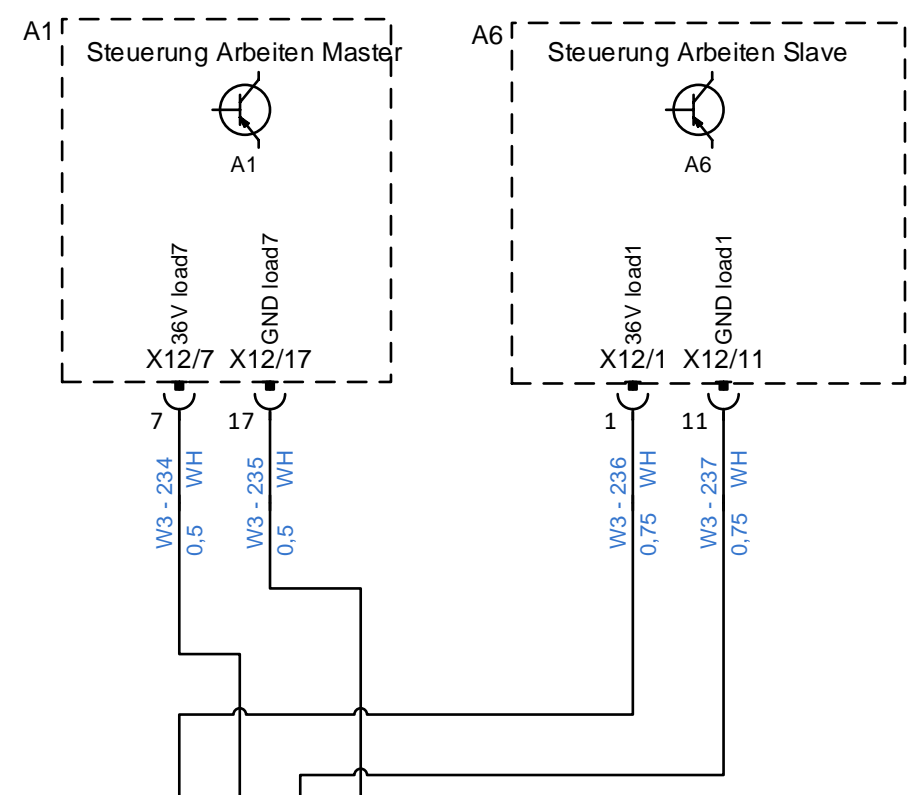 A1
Steuerung Arbeiten Master
A1
36V load7
GND load7
X12/7
X12/17
7
17
W3 - 234
WH
0,5
W3 - 235
WH
0,5
A6
Steuerung Arbeiten Slave
A6
36V load1
GND load1
X12/1
X12/11
1
11
W3 - 236
WH
0,75
W3 - 237
WH
0,75